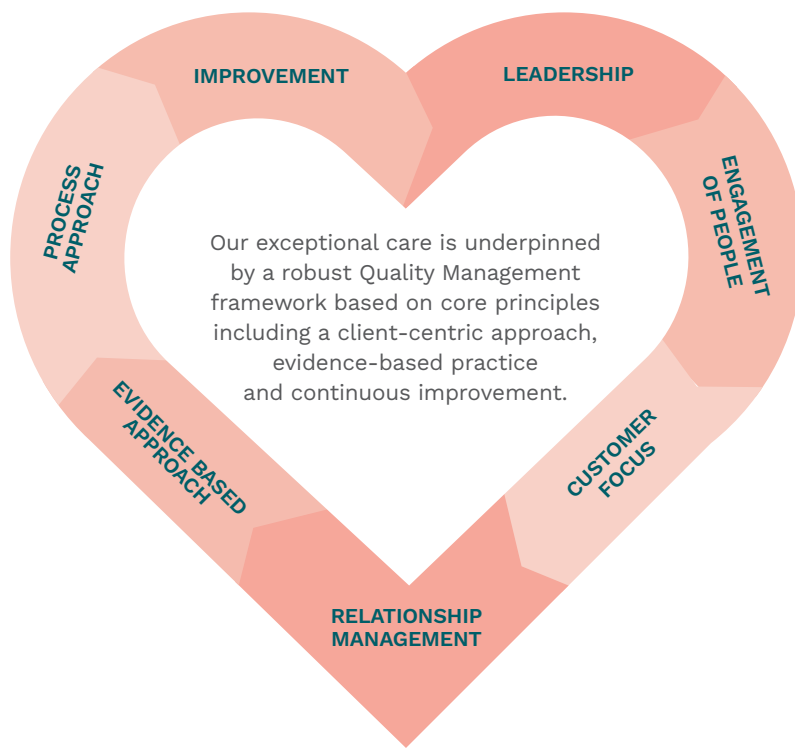 IMPROVEMENT
LEADERSHIP
ENGAGEMENT
OF PEOPLE
CUSTOMER
FOCUS
RELATIONSHIP
MANAGEMENT
EVIDENCE BASED
APPROACH
PROCESS
APPROACH
Our exceptional care is underpinned
by a robust Quality Management
framework based on core principles
including a client-centric approach,
evidence-based practice
and continuous improvement.